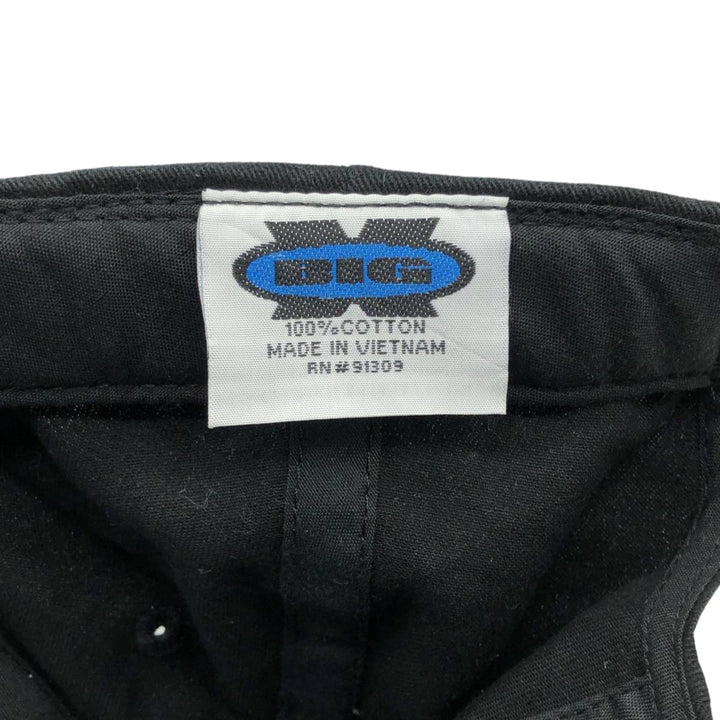 BIG X
100% COTTON
MADE IN VIETNAM
RN#91309